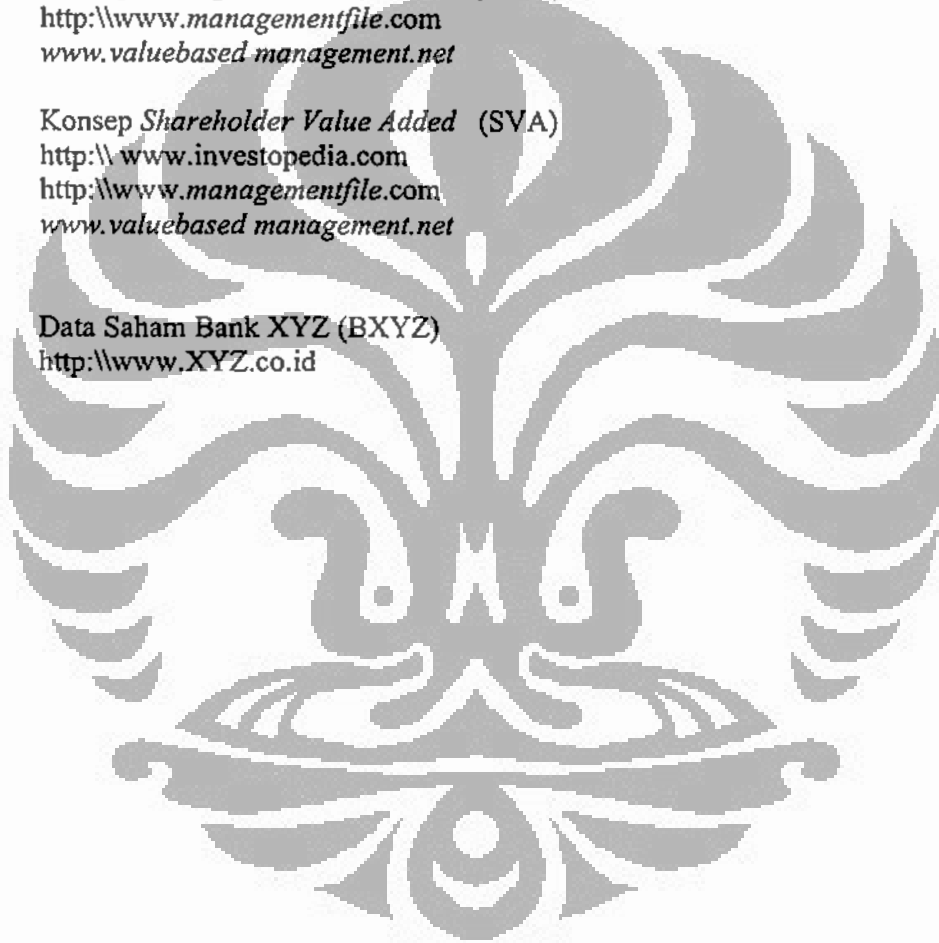 http:\\www.managementfile.com
www.valuebased management.net
Konsep Shareholder Value Added (SVA)
http:\\ www.investopedia.com
http:\\www.managementfile.com
www.valuebased management.net
Data Saham Bank XYZ (BXYZ)
http:\\www.XYZ.co.id